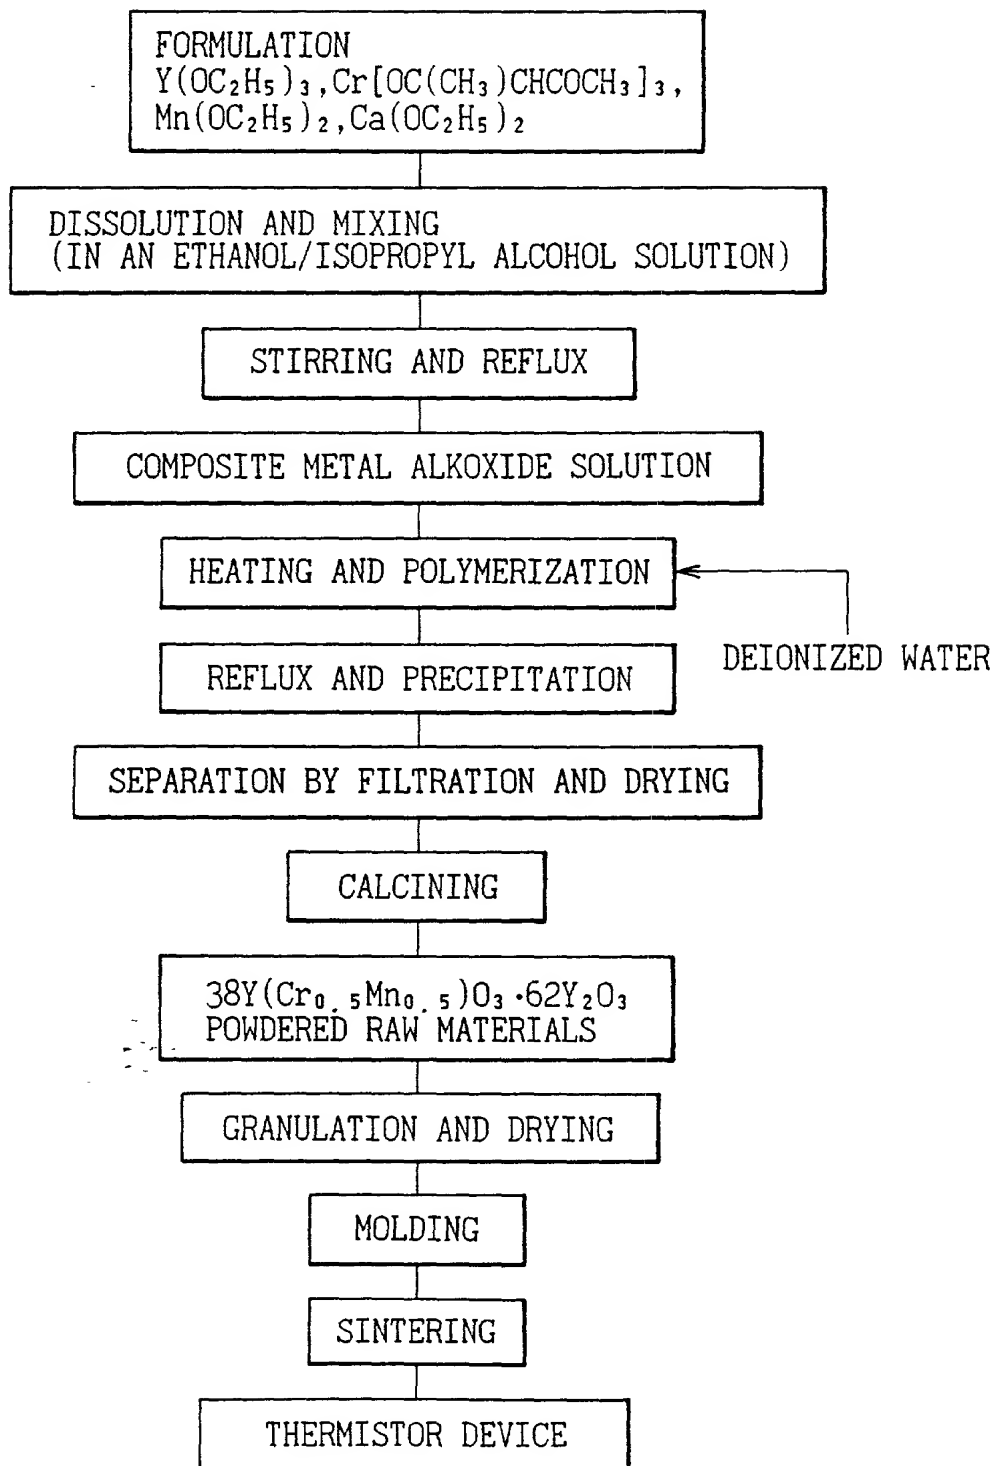 FORMULATION
Y(OC₂H₅)₃,Cr[OC(CH₃)CHCOCH₃]₃,
Mn(OC₂H₅)₂,Ca(OC₂H₅)₂
DISSOLUTION AND MIXING
(IN AN ETHANOL/ISOPROPYL ALCOHOL SOLUTION)
STIRRING AND REFLUX
COMPOSITE METAL ALKOXIDE SOLUTION
HEATING AND POLYMERIZATION
DEIONIZED WATER
REFLUX AND PRECIPITATION
SEPARATION BY FILTRATION AND DRYING
CALCINING
38Y(Cr₀.₅Mn₀.₅)O₃·62Y₂O₃
POWDERED RAW MATERIALS
GRANULATION AND DRYING
MOLDING
SINTERING
THERMISTOR DEVICE